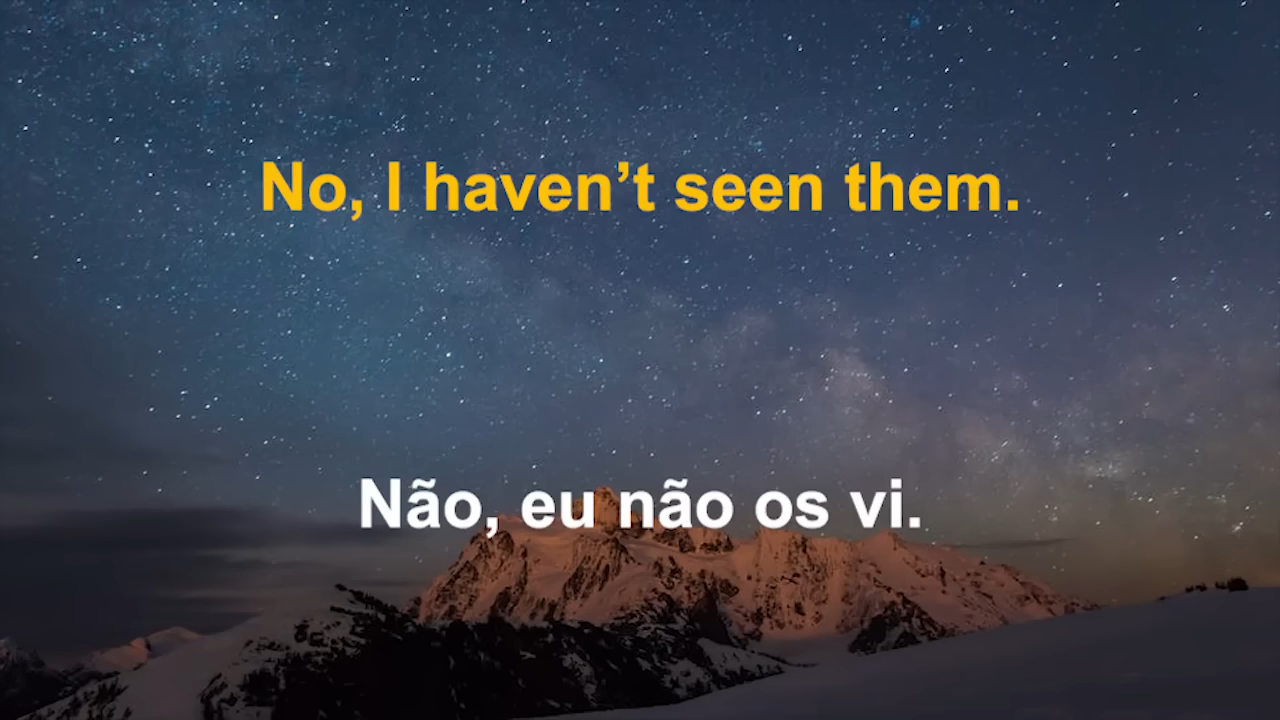 No, I haven’t seen them.
Não, eu não os vi.